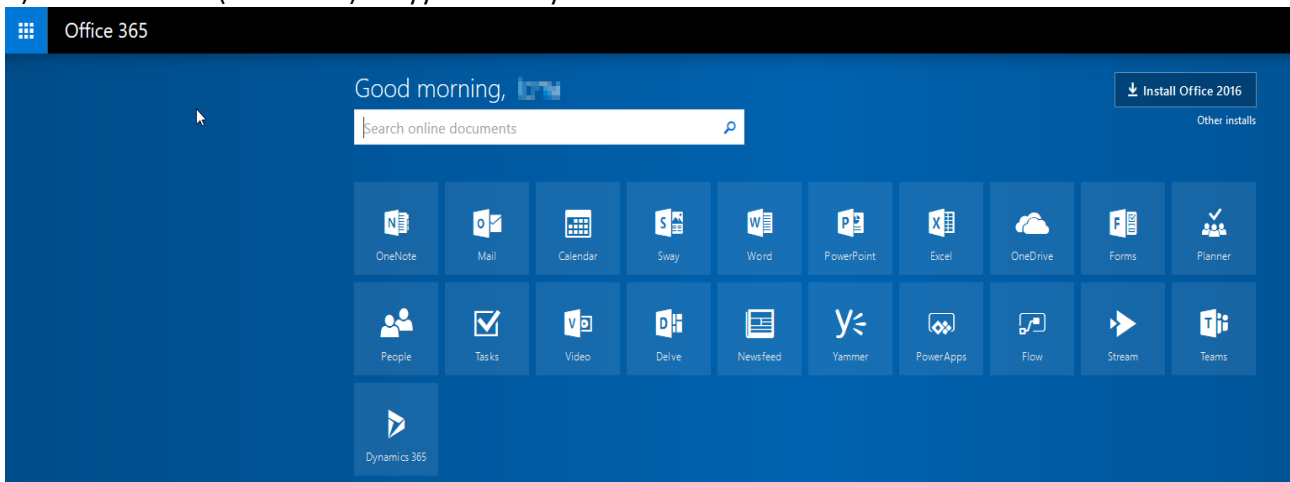 Office 365
Good morning,
Install Office 2016
Search online documents
Other installs
OneNote Mail Calendar Sway Word PowerPoint Excel OneDrive Forms Planner
People Tasks Video Delve Newsfeed Yammer PowerApps Flow Stream Teams
Dynamics 365